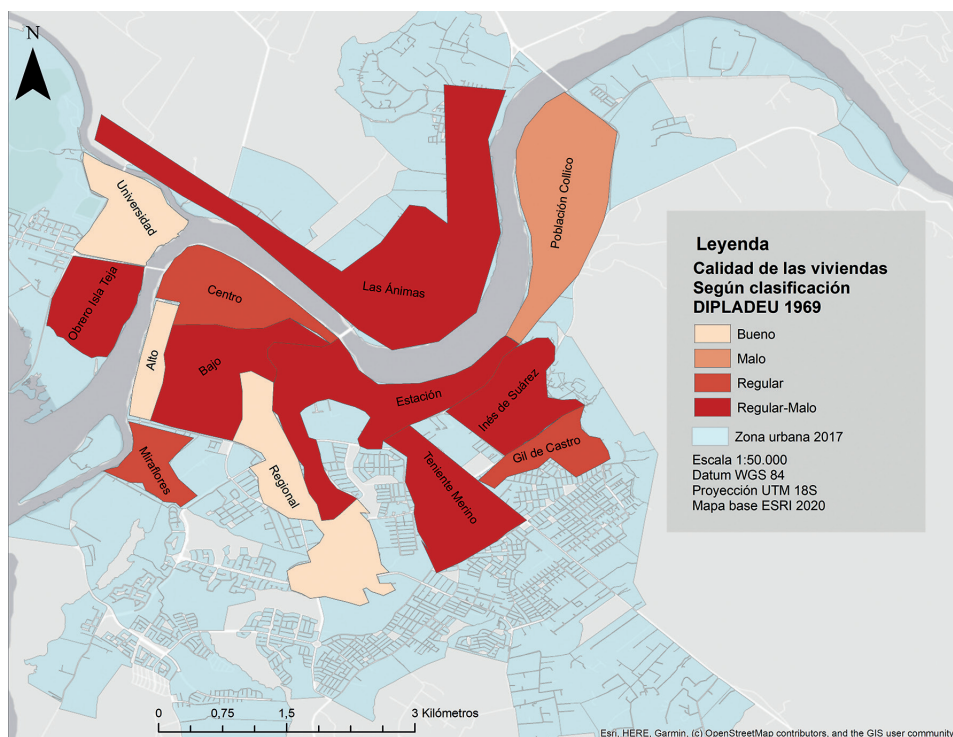 N
Universidad
Obrero Isla Teja
Centro
Alto
Bajo
Las Ánimas
Población Collico
Estación
Inés de Suárez
Gil de Castro
Teniente Merino
Regional
Miraflores
Leyenda
Calidad de las viviendas
Según clasificación
DIPLADEU 1969
Bueno
Malo
Regular
Regular-Malo
Zona urbana 2017
Escala 1:50.000
Datum WGS 84
Proyección UTM 18S
Mapa base ESRI 2020
0 0,75 1,5 3 Kilómetros
Esri, HERE, Garmin, (c) OpenStreetMap contributors, and the GIS user community